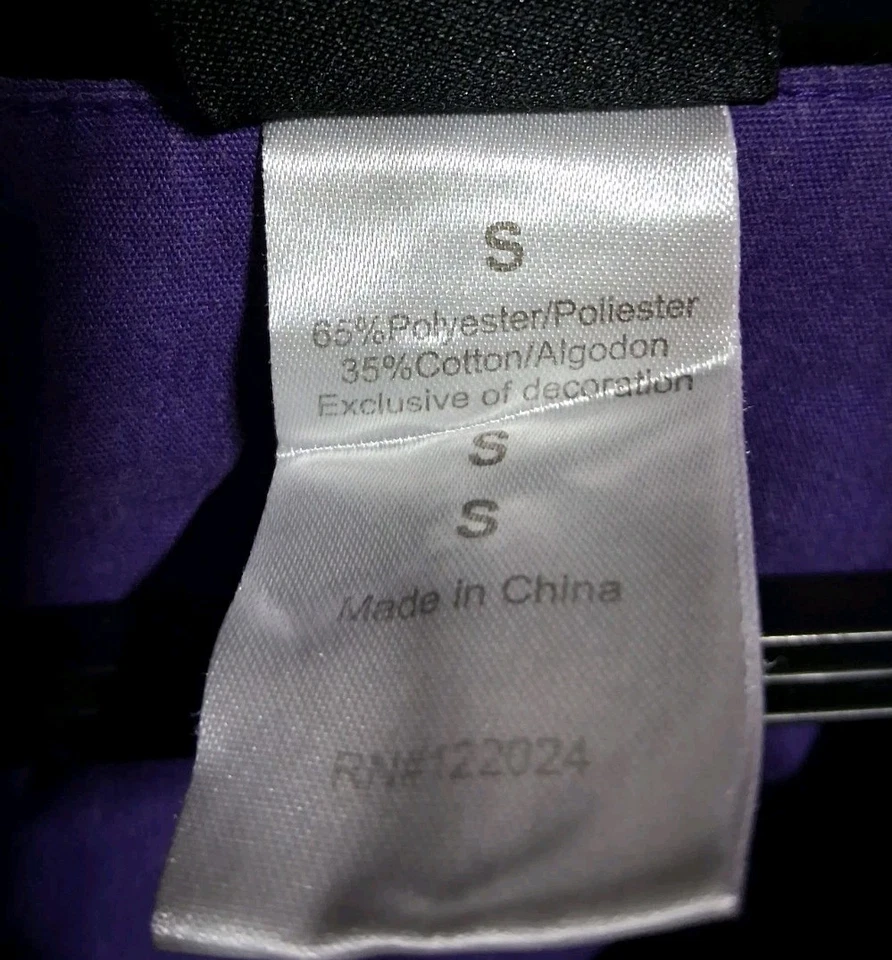 S
65%Polyester/Poliester
35%Cotton/Algodon
Exclusive of decoration
S
S
Made in China
RN#122024